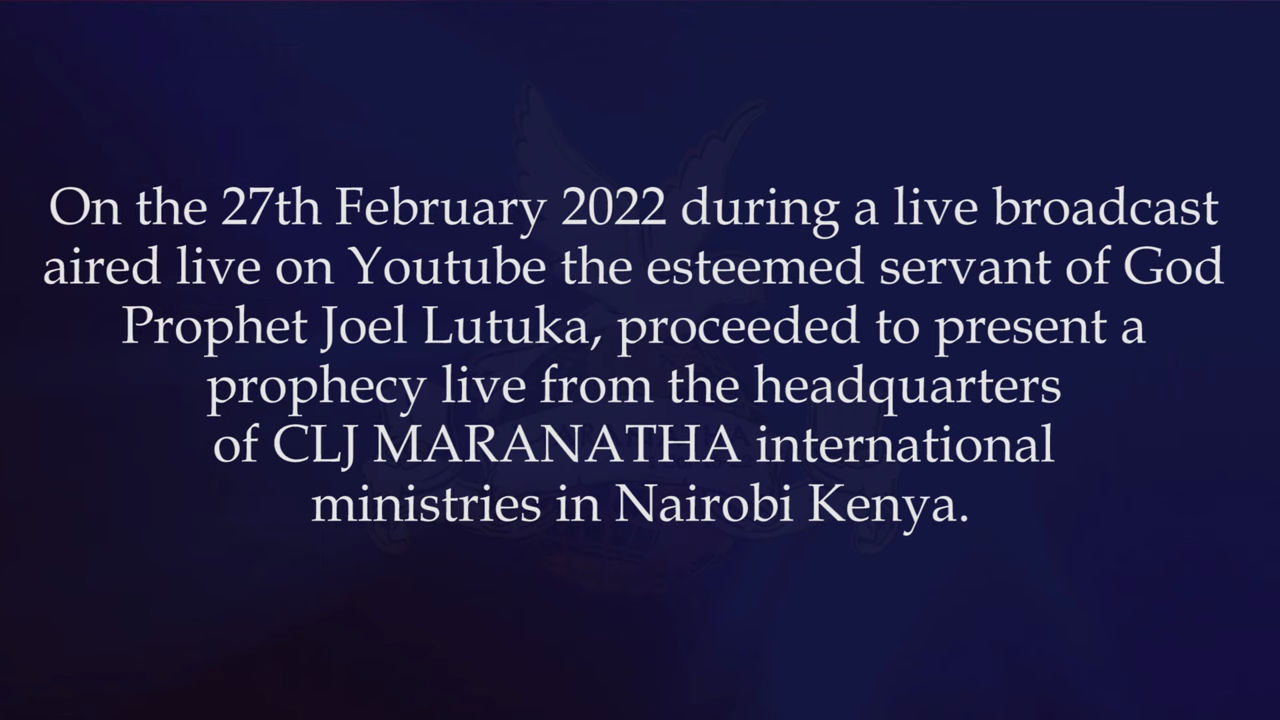 On the 27th February 2022 during a live broadcast
aired live on Youtube the esteemed servant of God
Prophet Joel Lutuka, proceeded to present a
prophecy live from the headquarters
of CLJ MARANATHA international
ministries in Nairobi Kenya.